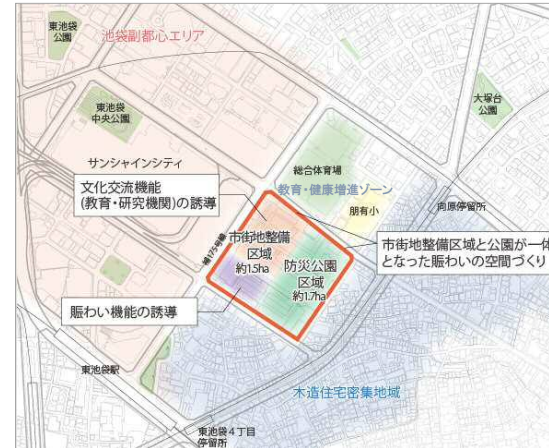 東池袋
公園
池袋副都心エリア
東池袋
中央公園
大塚台
公園
サンシャインシティ
総合体育場
文化交流機能
(教育・研究機関)の誘導
教育・健康増進ゾーン
朋有小
向原停留所
補175号線
市街地整備
区域
約1.5ha
防災公園
区域
約1.7ha
市街地整備区域と公園が一体
となった賑わいの空間づくり
賑わい機能の誘導
東池袋駅
木造住宅密集地域
東池袋4丁目
停留所